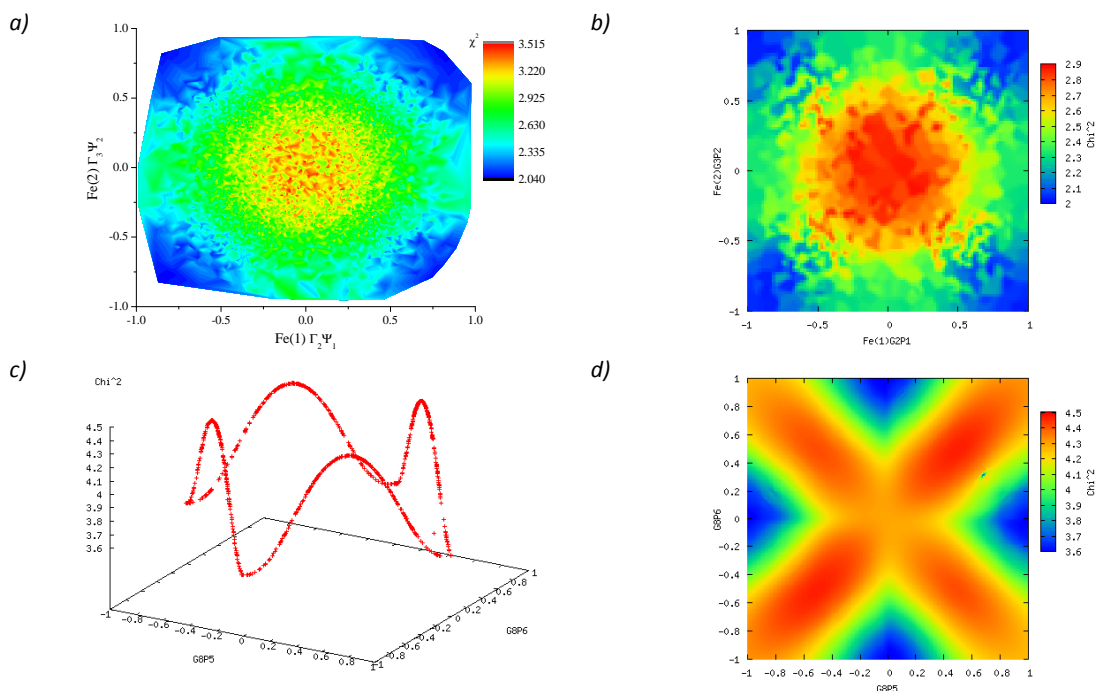 a)
1.0
0.5
0.0
-0.5
-1.0
Fe(2) Γ₃Ψ₂
-1.0 -0.5 0.0 0.5 1.0
Fe(1) Γ₂Ψ₁
χ²
3.515
3.220
2.925
2.630
2.335
2.040
b)
1
0.5
0
-0.5
-1
Fe(2)G3P2
-1 -0.5 0 0.5 1
Fe(1)G2P1
2.9
2.8
2.7
2.6
2.5
2.4
2.3
2.2
2.1
2
Chi^2
c)
Chi^2
4.5
4.4
4.3
4.2
4.1
4
3.9
3.8
3.7
3.6
-1 -0.8 -0.6 -0.4 -0.2 0 0.2 0.4 0.6 0.8 1
G8P5
-1 -0.8 -0.6 -0.4 -0.2 0 0.2 0.4 0.6 0.8 1
G8P6
d)
1
0.8
0.6
0.4
0.2
0
-0.2
-0.4
-0.6
-0.8
-1
G8P6
-1 -0.8 -0.6 -0.4 -0.2 0 0.2 0.4 0.6 0.8 1
G8P5
4.5
4.4
4.3
4.2
4.1
4
3.9
3.8
3.7
3.6
Chi^2